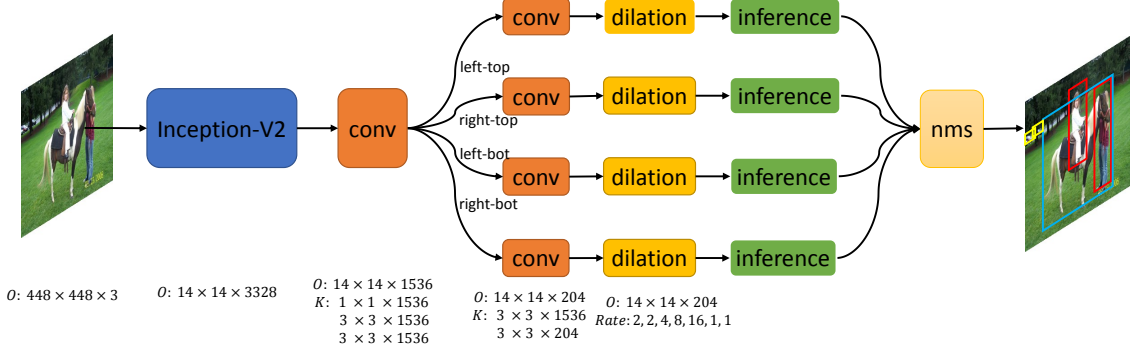 conv
dilation
inference
left-top
conv
dilation
inference
right-top
Inception-V2
conv
nms
left-bot
conv
dilation
inference
right-bot
conv
dilation
inference
O: 448 × 448 × 3
O: 14 × 14 × 3328
O: 14 × 14 × 1536
K: 1 × 1 × 1536
3 × 3 × 1536
3 × 3 × 1536
O: 14 × 14 × 204
K: 3 × 3 × 1536
3 × 3 × 204
O: 14 × 14 × 204
Rate: 2, 2, 4, 8, 16, 1, 1